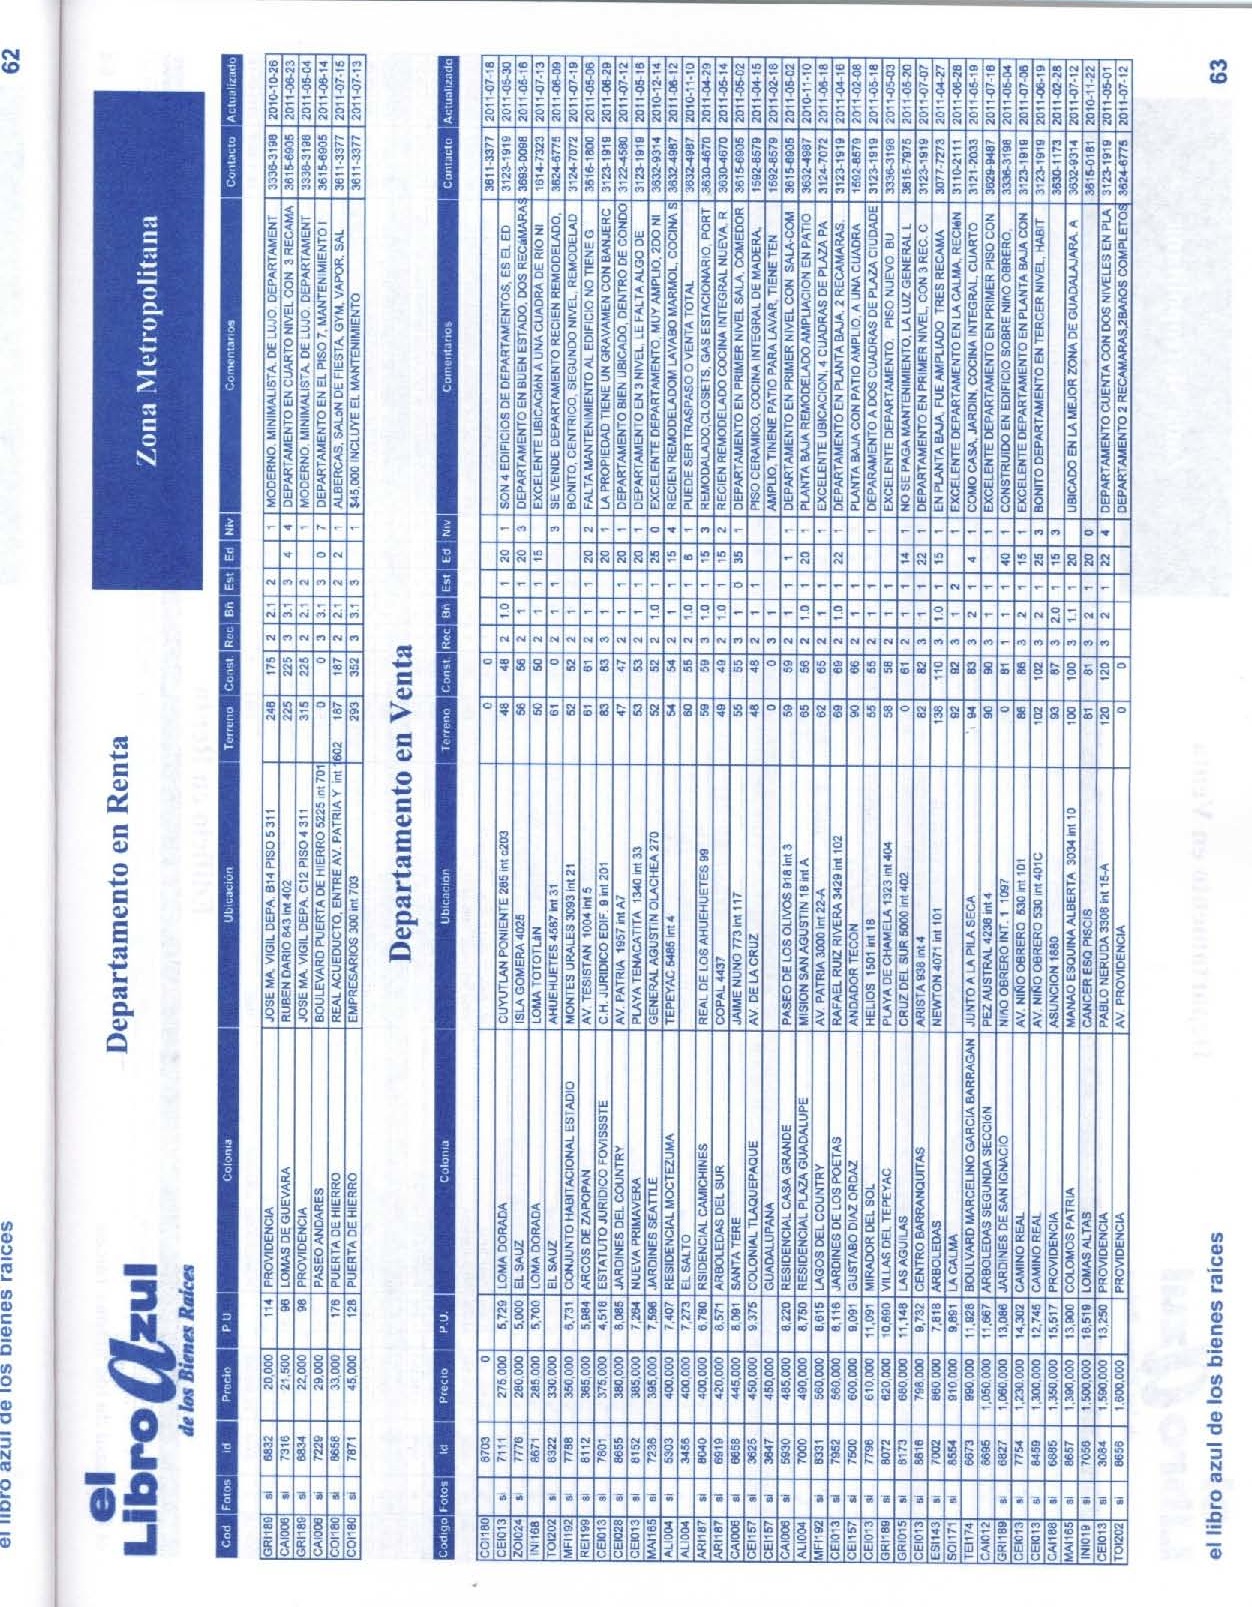 el libro azul de los bienes raíces 62
el
Libro Azul
de los Bienes Raíces
Departamento en Renta
Zona Metropolitana
Cod. Fotos id Precio P.U Colonia Ubicación Terreno Const. Rec Bñ Est Ed Niv Comentarios Contacto Actualizado
GRI189 si 6832 20,000 114 PROVIDENCIA JOSE MA. VIGIL DEPA. B14 PISO 5 311 248 175 2 2.1 2 1 MODERNO, MINIMALISTA, DE LUJO, DEPARTAMENT 3336-3198 2010-10-26
CAI006 si 7316 21,500 96 LOMAS DE GUEVARA RUBEN DARIO 643 int 402 225 225 3 3.1 3 4 4 DEPARTAMENTO EN CUARTO NIVEL CON 3 RECAMA 3615-6905 2011-06-23
GRI189 si 6834 22,000 98 PROVIDENCIA JOSE MA. VIGIL DEPA. C12 PISO 4 311 315 225 2 2.1 2 1 MODERNO, MINIMALISTA, DE LUJO, DEPARTAMENT 3336-3198 2011-05-04
CAI006 si 7229 29,000 PASEO ANDARES BOULEVARD PUERTA DE HIERRO 5225 int 701 0 0 3 3.1 3 0 7 DEPARTAMENTO EN EL PISO 7, MANTENIMIENTO I 3615-6905 2011-06-14
COI180 si 8658 33,000 176 PUERTA DE HIERRO REAL ACUEDUCTO, ENTRE AV. PATRIA Y int 1602 187 187 2 2.1 2 2 1 ALBERCAS, SALóN DE FIESTA, GYM, VAPOR, SAL 3611-3377 2011-07-15
COI180 si 7871 45,000 128 PUERTA DE HIERRO EMPRESARIOS 300 int 703 293 352 3 3.1 3 1 $45,000 INCLUYE EL MANTENIMIENTO 3611-3377 2011-07-13
Departamento en Venta
Codigo Fotos Id Precio P.U. Colonia Ubicación Terreno Const. Rec Bñ Est Ed Niv Comentarios Contacto Actualizado
COI180 8703 0 0 0 3611-3377 2011-07-18
CEI013 si 7111 275,000 5,729 LOMA DORADA CUYUTLAN PONIENTE 285 int c203 48 48 2 1.0 1 20 1 SON 4 EDIFICIOS DE DEPARTAMENTOS, ES EL ED 3123-1919 2011-05-30
ZOI024 si 7776 280,000 5,000 EL SAUZ ISLA GOMERA 4025 56 56 2 1 1 20 3 DEPARTAMENTO EN BUEN ESTADO, DOS RECáMARAS 3693-0098 2011-05-16
INI168 si 8671 285,000 5,700 LOMA DORADA LOMA TOTOTLáN 50 50 2 1 1 15 EXCELENTE UBICACIóN A UNA CUADRA DE RíO NI 1614-7323 2011-07-13
TOI202 si 8322 330,000 EL SAUZ AHUEHUETES 4587 int 31 61 0 2 1 1 3 SE VENDE DEPARTAMENTO RECIEN REMODELADO, 3624-6775 2011-06-09
MFI192 si 7788 350,000 6,731 CONJUNTO HABITACIONAL ESTADIO MONTES URALES 3093 int 21 52 52 2 1 BONITO, CENTRICO, SEGUNDO NIVEL, REMODELAD 3124-7072 2011-07-19
REI199 si 8112 365,000 5,984 ARCOS DE ZAPOPAN AV. TESISTAN 1004 int 5 61 61 2 1 1 20 2 FALTA MANTENIMIENTO AL EDIFICIO NO TIENE G 3616-1800 2011-05-06
CEI013 si 7601 375,000 4,518 ESTATUTO JURIDICO FOVISSSTE C.H. JURIDICO EDIF. 9 int 201 83 83 3 1 20 1 LA PROPIEDAD TIENE UN GRAVAMEN CON BANJERC 3123-1919 2011-06-29
CEI028 si 8655 380,000 8,085 JARDINES DEL COUNTRY AV. PATRIA 1957 int A7 47 47 2 1 1 20 1 DEPARTAMENTO BIEN UBICADO, DENTRO DE CONDO 3122-4580 2011-07-12
CEI013 si 8152 385,000 7,264 NUEVA PRIMAVERA PLAYA TENACATITA 1340 int 33 53 53 2 1 1 20 1 DEPARTAMENTO EN 3 NIVEL, LE FALTA ALGO DE 3123-1919 2011-05-16
MAI165 si 7236 395,000 7,596 JARDINES SEATTLE GENERAL AGUSTIN OLACHEA 270 52 52 2 1.0 1 25 0 EXCELENTE DEPARTAMENTO, MUY AMPLIO, 2DO NI 3632-9314 2010-12-14
ALI004 si 5303 400,000 7,407 RESIDENCIAL MOCTEZUMA TEPEYAC 5485 int 4 54 54 2 1 1 15 4 RECIEN REMODELADOM LAVABO MARMOL, COCINA S 3632-4987 2011-06-12
ALI004 si 3456 400,000 7,273 EL SALTO 60 55 2 1.0 1 6 1 PUEDE SER TRASPASO O VENTA TOTAL 3632-4987 2010-11-10
ARI187 si 8040 400,000 6,780 RSIDENCIAL CAMICHINES REAL DE LOS AHUEHUETES 99 59 59 3 1.0 1 15 3 REMODALADO,CLOSETS, GAS ESTACIONARIO, PORT 3630-4670 2011-04-29
ARI187 si 6919 420,000 8,571 ARBOLEDAS DEL SUR COPAL 4437 49 49 2 1.0 1 15 2 RECIEN REMODELADO COCINA INTEGRAL NUEVA, R 3630-4670 2011-05-14
CAI006 si 8658 445,000 8,091 SANTA TERE JAIME NUNO 775 int 117 55 55 3 1 0 35 1 DEPARTAMENTO EN PRIMER NIVEL SALA, COMEDOR 3615-6905 2011-05-02
CEI157 si 3625 450,000 9,375 COLONIAL TLAQUEPAQUE AV. DE LA CRUZ 48 48 2 1 1 PISO CERAMICO, COCINA INTEGRAL DE MADERA, 1592-8579 2011-04-15
CEI157 si 3647 450,000 GUADALUPANA 0 0 3 1 AMPLIO, TINENE PATIO PARA LAVAR, TIENE TEN 1592-8579 2011-02-18
CAI006 si 5930 485,000 8,220 RESIDENCIAL CASA GRANDE PASEO DE LOS OLIVOS 918 int 3 59 59 2 1 1 1 1 DEPARTAMENTO EN PRIMER NIVEL CON SALA-COM 3615-6905 2011-05-02
ALI004 si 7000 490,000 8,750 RESIDENCIAL PLAZA GUADALUPE MISION SAN AGUSTIN 18 int A 65 56 2 1.0 1 20 1 PLANTA BAJA REMODELADO AMPLIACION EN PATIO 3632-4987 2010-11-10
MFI192 si 8331 560,000 8,615 LAGOS DEL COUNTRY AV. PATRIA 3000 int 22-A 62 65 2 1 1 1 EXCELENTE UBICACION, 4 CUADRAS DE PLAZA PA 3124-7072 2011-06-18
CEI013 si 7982 560,000 8,116 JARDINES DE LOS POETAS RAFAEL RUIZ RIVERA 3429 int 102 69 69 2 1.0 1 22 1 DEPARTAMENTO EN PLANTA BAJA, 2 RECAMARAS, 3123-1919 2011-04-16
CEI157 si 7500 600,000 9,091 GUSTABO DIAZ ORDAZ ANDADOR TECON 90 66 2 1 1 PLANTA BAJA CON PATIO AMPLIO, A UNA CUADRA 1592-8579 2011-02-08
CEI013 si 7796 610,000 11,091 MIRADOR DEL SOL HELIOS 1501 int 18 55 55 2 1 1 1 DEPARAMENTO A DOS CUADRAS DE PLAZA CIUDADE 3123-1919 2011-05-18
GRI189 si 8072 620,000 10,690 VILLAS DEL TEPEYAC PLAYA DE CHAMELA 1323 int 404 58 58 2 1 1 EXCELENTE DEPARTAMENTO, PISO NUEVO BU 3336-3198 2011-05-03
GRI015 si 8173 680,000 11,148 LAS AGUILAS CRUZ DEL SUR 5000 int 402 0 61 2 1 1 14 1 NO SE PAGA MANTENIMIENTO, LA LUZ GENERAL L 3615-7975 2011-05-20
CEI013 si 8816 798,000 9,732 CENTRO BARRANQUITAS ARISTA 938 int 4 82 82 3 1 1 22 1 DEPARTAMENTO EN PRIMER NIVEL, CON 3 REC. C 3123-1919 2011-07-07
ESI143 si 7002 860,000 7,818 ARBOLEDAS NEWTON 4071 int 101 138 110 3 1.0 1 15 1 EN PLANTA BAJA, FUE AMPLIADO TRES RECAMA 3077-7273 2011-04-27
SOI171 si 8554 910,000 9,891 LA CALMA 92 92 3 1 2 1 EXCELENTE DEPARTAMENTO EN LA CALMA, RECIéN 3110-2111 2011-06-28
TEI174 si 6673 990,000 11,928 BOULVARD MARCELINO GARCIA BARRAGAN JUNTO A LA PILA SECA 94 83 3 2 1 4 1 COMO CASA, JARDIN, COCINA INTEGRAL, CUARTO 3121-2033 2011-06-19
CAI012 si 6695 1,050,000 11,667 ARBOLEDAS SEGUNDA SECCIóN PEZ AUSTRAL 4238 int 4 90 90 3 1 1 1 EXCELENTE DEPARTAMENTO EN PRIMER PISO CON 3629-9487 2011-07-16
GRI189 si 6827 1,060,000 13,086 JARDINES DE SAN IGNACIO NIñO OBRERO INT. 1 1097 0 81 1 1 40 1 CONSTRUIDO EN EDIFICIO SOBRE NIñO OBRERO, 3336-3198 2011-05-04
CEI013 si 7754 1,230,000 14,302 CAMINO REAL AV. NIÑO OBRERO 530 int 101 86 86 3 2 1 15 1 EXCELENTE DEPARTAMENTO EN PLANTA BAJA CON 3123-1919 2011-07-06
CEI013 si 8459 1,300,000 12,745 CAMINO REAL AV. NIÑO OBRERO 530 int 401C 102 102 3 2 1 25 3 BONITO DEPARTAMENTO EN TERCER NIVEL, HABIT 3123-1919 2011-06-19
CAI188 si 6985 1,350,000 15,517 PROVIDENCIA ASUNCION 1880 93 87 3 2.0 1 15 3 3630-1173 2011-05-28
MAI165 si 8657 1,390,000 13,900 COLOMOS PATRIA MANAO ESQUINA ALBERTA 3034 int 10 100 100 3 1.1 1 20 UBICADO EN LA MEJOR ZONA DE GUADALAJARA, A 3632-9314 2011-07-12
INI019 si 7056 1,500,000 18,519 LOMAS ALTAS CANCER ESQ PISCIS 81 81 3 2 1 20 0 3615-0181 2010-11-22
CEI013 si 3084 1,590,000 13,250 PROVIDENCIA PABLO NERUDA 3308 int 15-A 120 120 3 2 1 22 4 DEPARTAMENTO CUENTA CON DOS NIVELES EN PLA 3123-1919 2011-05-01
TOI202 si 8656 1,600,000 PROVIDENCIA AV. PROVIDENCIA 0 0 DEPARTAMENTO 2 RECAMARAS,2BAñOS COMPLETOS 3624-6775 2011-07-12
el libro azul de los bienes raíces 63